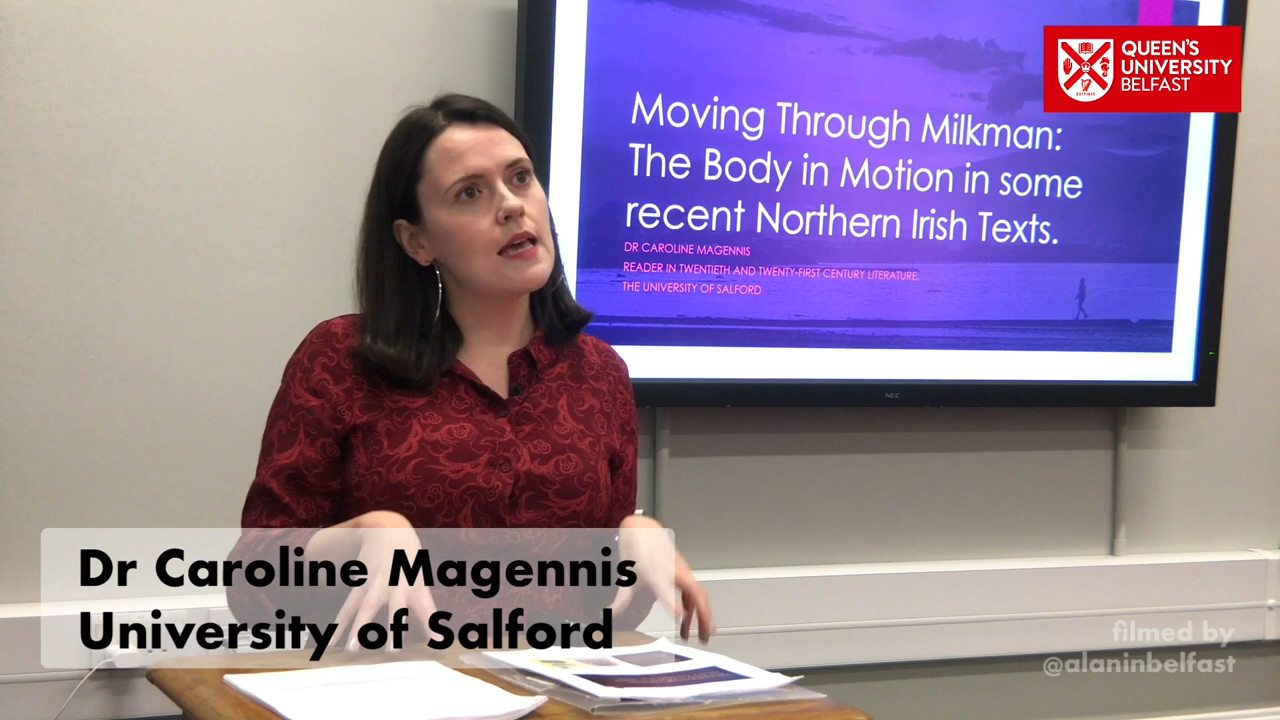 QUEEN'S
UNIVERSITY
BELFAST
Moving Through Milkman:
The Body in Motion in some
recent Northern Irish Texts.
DR CAROLINE MAGENNIS
READER IN TWENTIETH AND TWENTY-FIRST CENTURY LITERATURE,
THE UNIVERSITY OF SALFORD
NEC
Dr Caroline Magennis
University of Salford
filmed by
@alaninbelfast